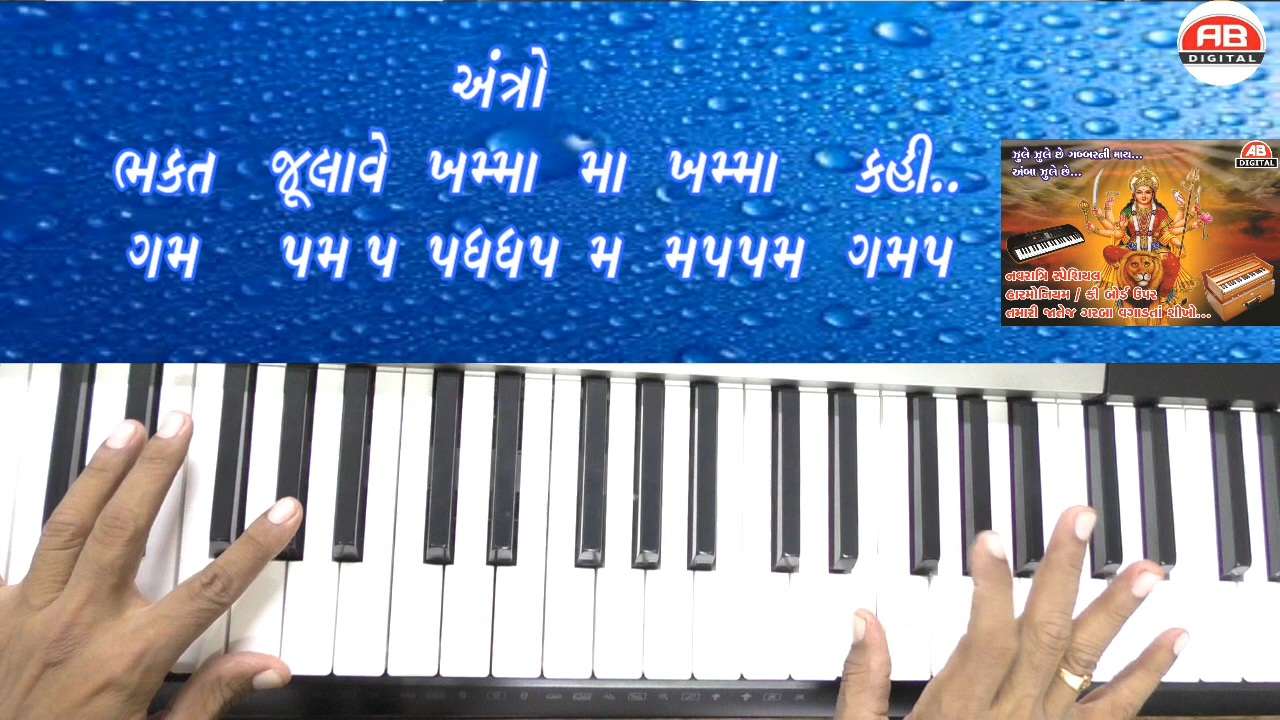 અંત્રો
ભકત જૂલાવે ખમ્મા મા ખમ્મા કહી..
ગમ પમ પ પધધપ મ મપપમ ગમપ
AB
DIGITAL
ઝુલે ઝુલે છે ગબ્બરની માય...
અંબા ઝુલે છે...
AB
DIGITAL
નવરાત્રિ સ્પેશિયલ
હારમોનિયમ / કી બોર્ડ ઉપર
તમારી જાતેજ ગરબા વગાડતાં શીખો...